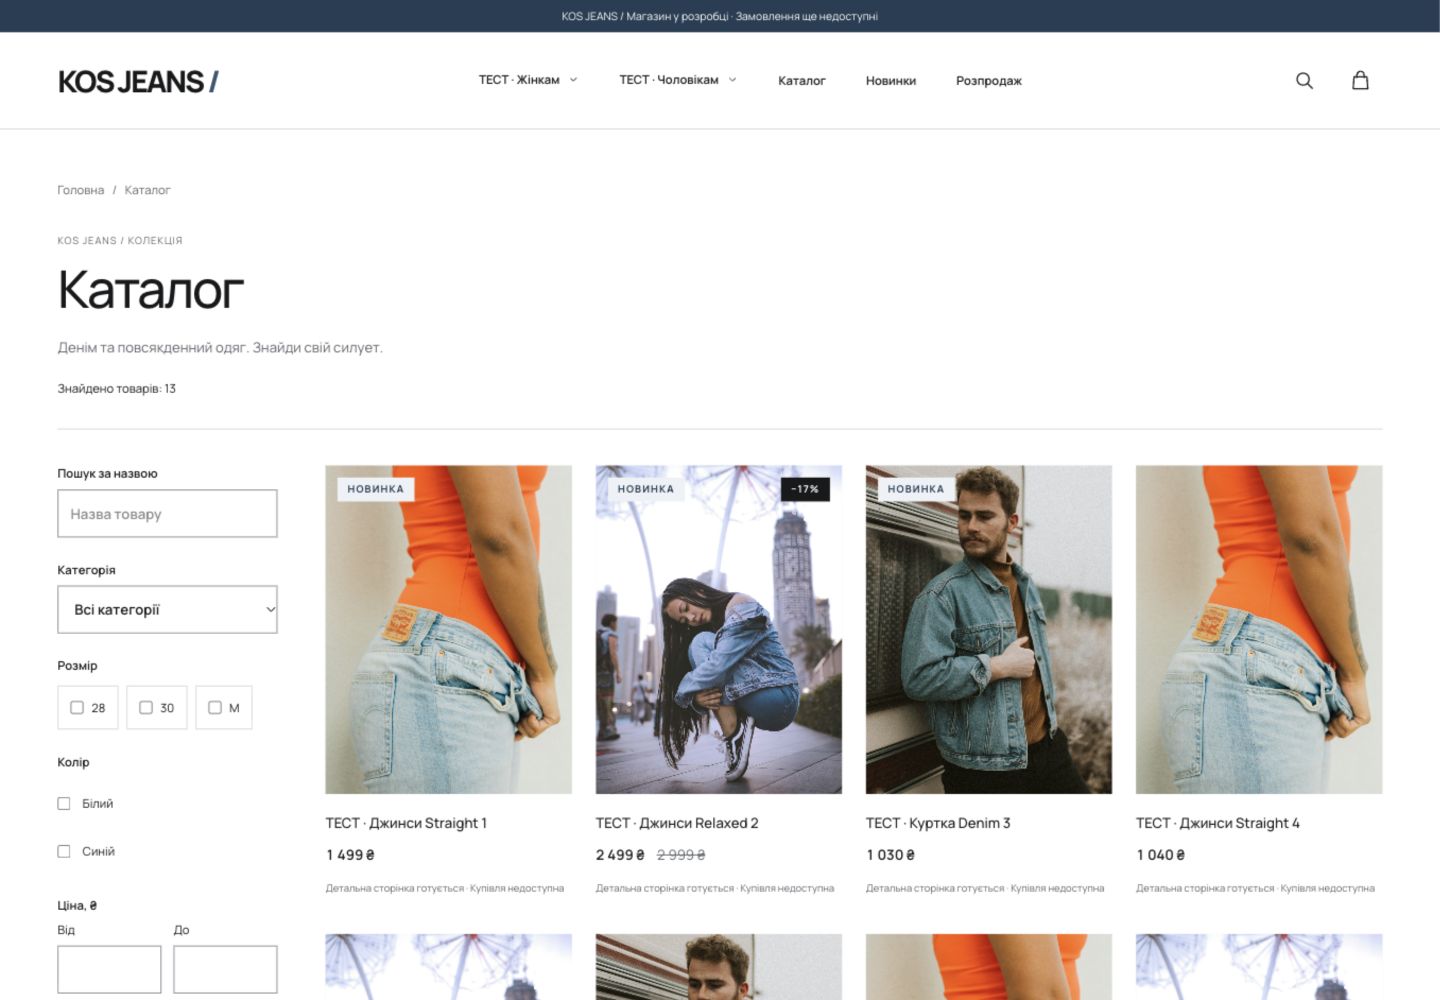 KOS JEANS / Магазин у розробці · Замовлення ще недоступні
KOS JEANS /
ТЕСТ · Жінкам
ТЕСТ · Чоловікам
Каталог
Новинки
Розпродаж
Головна / Каталог
KOS JEANS / КОЛЕКЦІЯ
Каталог
Денім та повсякденний одяг. Знайди свій силует.
Знайдено товарів: 13
Пошук за назвою
Назва товару
Категорія
Всі категорії
Розмір
28
30
M
Колір
Білий
Синій
Ціна, ₴
Від
До
НОВИНКА
ТЕСТ · Джинси Straight 1
1 499 ₴
Детальна сторінка готується · Купівля недоступна
НОВИНКА
−17%
ТЕСТ · Джинси Relaxed 2
2 499 ₴ 2 999 ₴
Детальна сторінка готується · Купівля недоступна
НОВИНКА
ТЕСТ · Куртка Denim 3
1 030 ₴
Детальна сторінка готується · Купівля недоступна
ТЕСТ · Джинси Straight 4
1 040 ₴
Детальна сторінка готується · Купівля недоступна